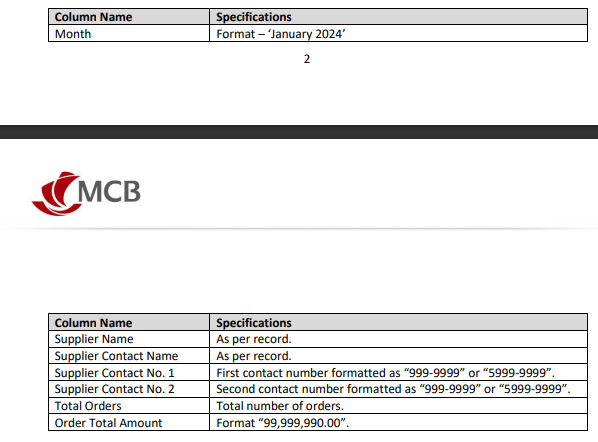 Column Name Specifications
Month Format – ‘January 2024’
2
MCB
Column Name Specifications
Supplier Name As per record.
Supplier Contact Name As per record.
Supplier Contact No. 1 First contact number formatted as “999-9999” or “5999-9999”.
Supplier Contact No. 2 Second contact number formatted as “999-9999” or “5999-9999”.
Total Orders Total number of orders.
Order Total Amount Format “99,999,990.00”.